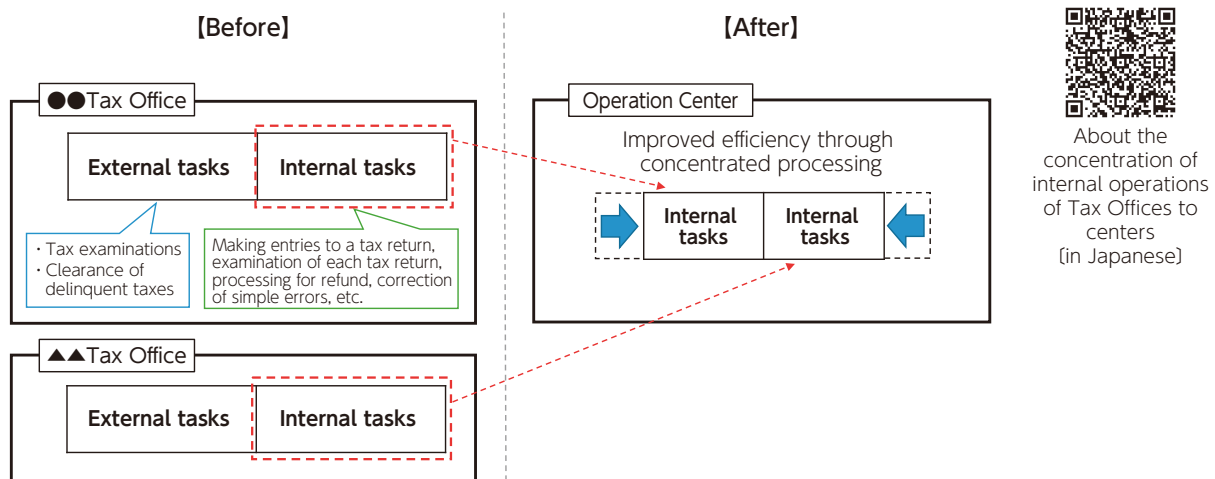 【Before】
●●Tax Office
External tasks
Internal tasks
・Tax examinations
・Clearance of
delinquent taxes
Making entries to a tax return,
examination of each tax return,
processing for refund, correction
of simple errors, etc.
▲▲Tax Office
External tasks
Internal tasks
【After】
Operation Center
Improved efficiency through
concentrated processing
Internal
tasks
Internal
tasks
About the
concentration of
internal operations
of Tax Offices to
centers
(in Japanese)